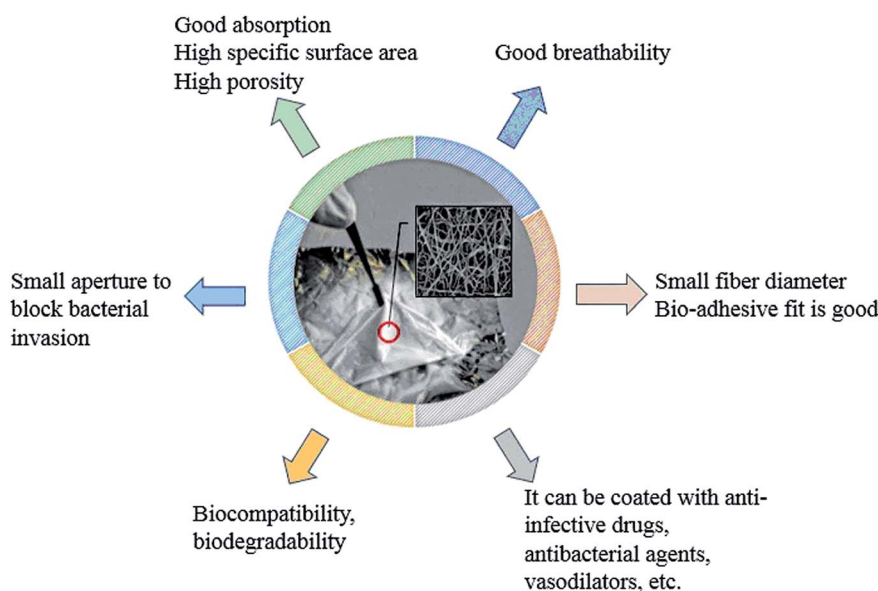 Good absorption
High specific surface area
High porosity
Good breathability
Small aperture to
block bacterial
invasion
Small fiber diameter
Bio-adhesive fit is good
Biocompatibility,
biodegradability
It can be coated with anti-
infective drugs,
antibacterial agents,
vasodilators, etc.